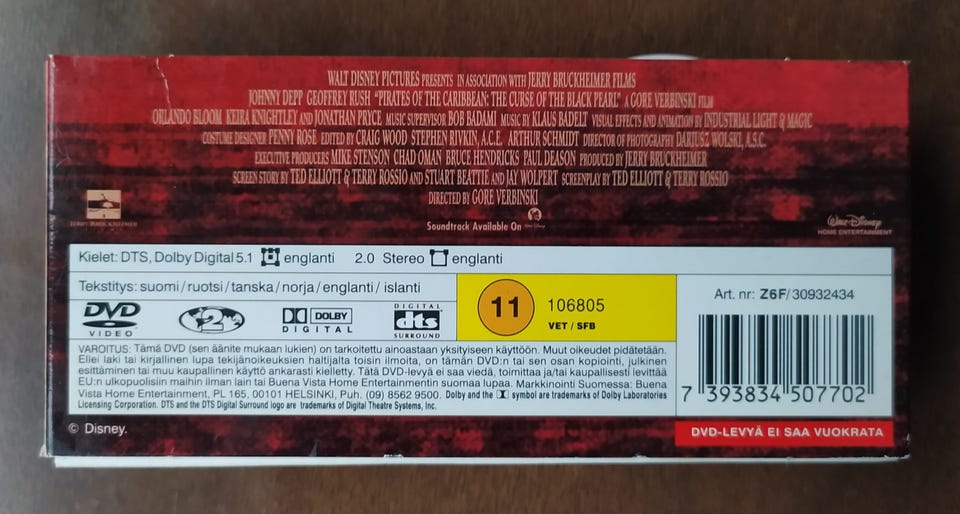 WALT DISNEY PICTURES PRESENTS IN ASSOCIATION WITH JERRY BRUCKHEIMER FILMS
JOHNNY DEPP GEOFFREY RUSH "PIRATES OF THE CARIBBEAN: THE CURSE OF THE BLACK PEARL" A GORE VERBINSKI FILM
ORLANDO BLOOM KEIRA KNIGHTLEY AND JONATHAN PRYCE MUSIC SUPERVISOR BOB BADAMI MUSIC BY KLAUS BADELT VISUAL EFFECTS AND ANIMATION BY INDUSTRIAL LIGHT & MAGIC
COSTUME DESIGNER PENNY ROSE EDITED BY CRAIG WOOD STEPHEN RIVKIN, A.C.E. ARTHUR SCHMIDT DIRECTOR OF PHOTOGRAPHY DARIUSZ WOLSKI, A.S.C.
EXECUTIVE PRODUCERS MIKE STENSON CHAD OMAN BRUCE HENDRICKS PAUL DEASON PRODUCED BY JERRY BRUCKHEIMER
SCREEN STORY BY TED ELLIOTT & TERRY ROSSIO AND STUART BEATTIE AND JAY WOLPERT SCREENPLAY BY TED ELLIOTT & TERRY ROSSIO
DIRECTED BY GORE VERBINSKI
JERRY BRUCKHEIMER
Soundtrack Available On
Walt Disney
HOME ENTERTAINMENT
Kielet: DTS, Dolby Digital 5.1 englanti 2.0 Stereo englanti
Tekstitys: suomi/ruotsi/tanska/norja/englanti/ islanti
DVD
VIDEO
2
DOLBY
DIGITAL
DIGITAL
dts
SURROUND
11
106805
VET / SFB
Art. nr: Z6F/30932434
7 393834 507702
VAROITUS: Tämä DVD (sen äänite mukaan lukien) on tarkoitettu ainoastaan yksityiseen käyttöön. Muut oikeudet pidätetään.
Ellei laki tai kirjallinen lupa tekijänoikeuksien haltijalta toisin ilmoita, on tämän DVD:n tai sen osan kopiointi, julkinen
esittäminen tai muu kaupallinen käyttö ankarasti kielletty. Tätä DVD-levyä ei saa viedä, toimittaa ja/tai kaupallisesti levittää
EU:n ulkopuolisiin maihin ilman lain tai Buena Vista Home Entertainmentin suomaa lupaa. Markkinointi Suomessa: Buena
Vista Home Entertainment, PL 165, 00101 HELSINKI, Puh. (09) 8562 9500. Dolby and the symbol are trademarks of Dolby Laboratories
Licensing Corporation. DTS and the DTS Digital Surround logo are trademarks of Digital Theatre Systems, Inc.
© Disney.
DVD-LEVYÄ EI SAA VUOKRATA